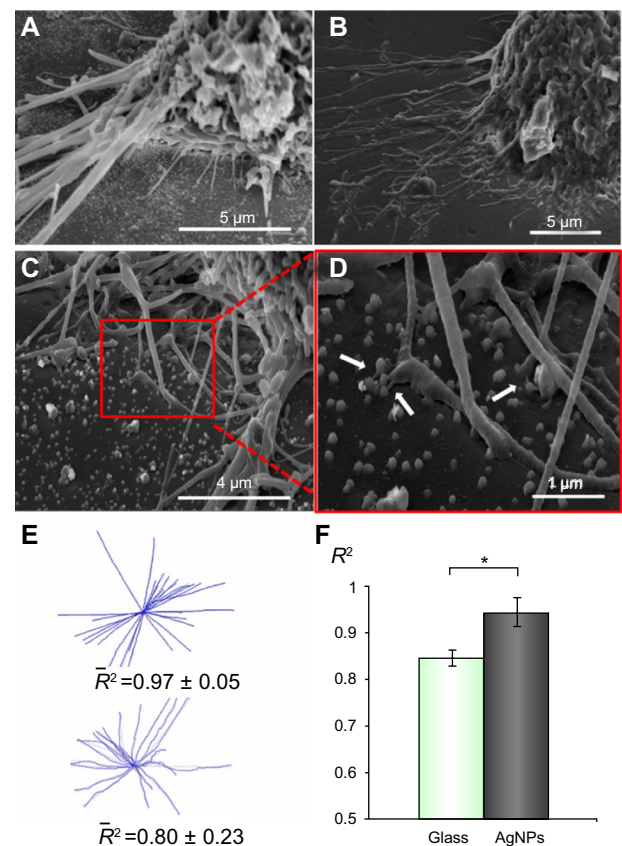 A
B
5 µm
5 µm
C
D
4 µm
1 µm
E
F
R²
*
1
0.9
0.8
0.7
0.6
0.5
R̄² =0.97 ± 0.05
R̄² =0.80 ± 0.23
Glass AgNPs